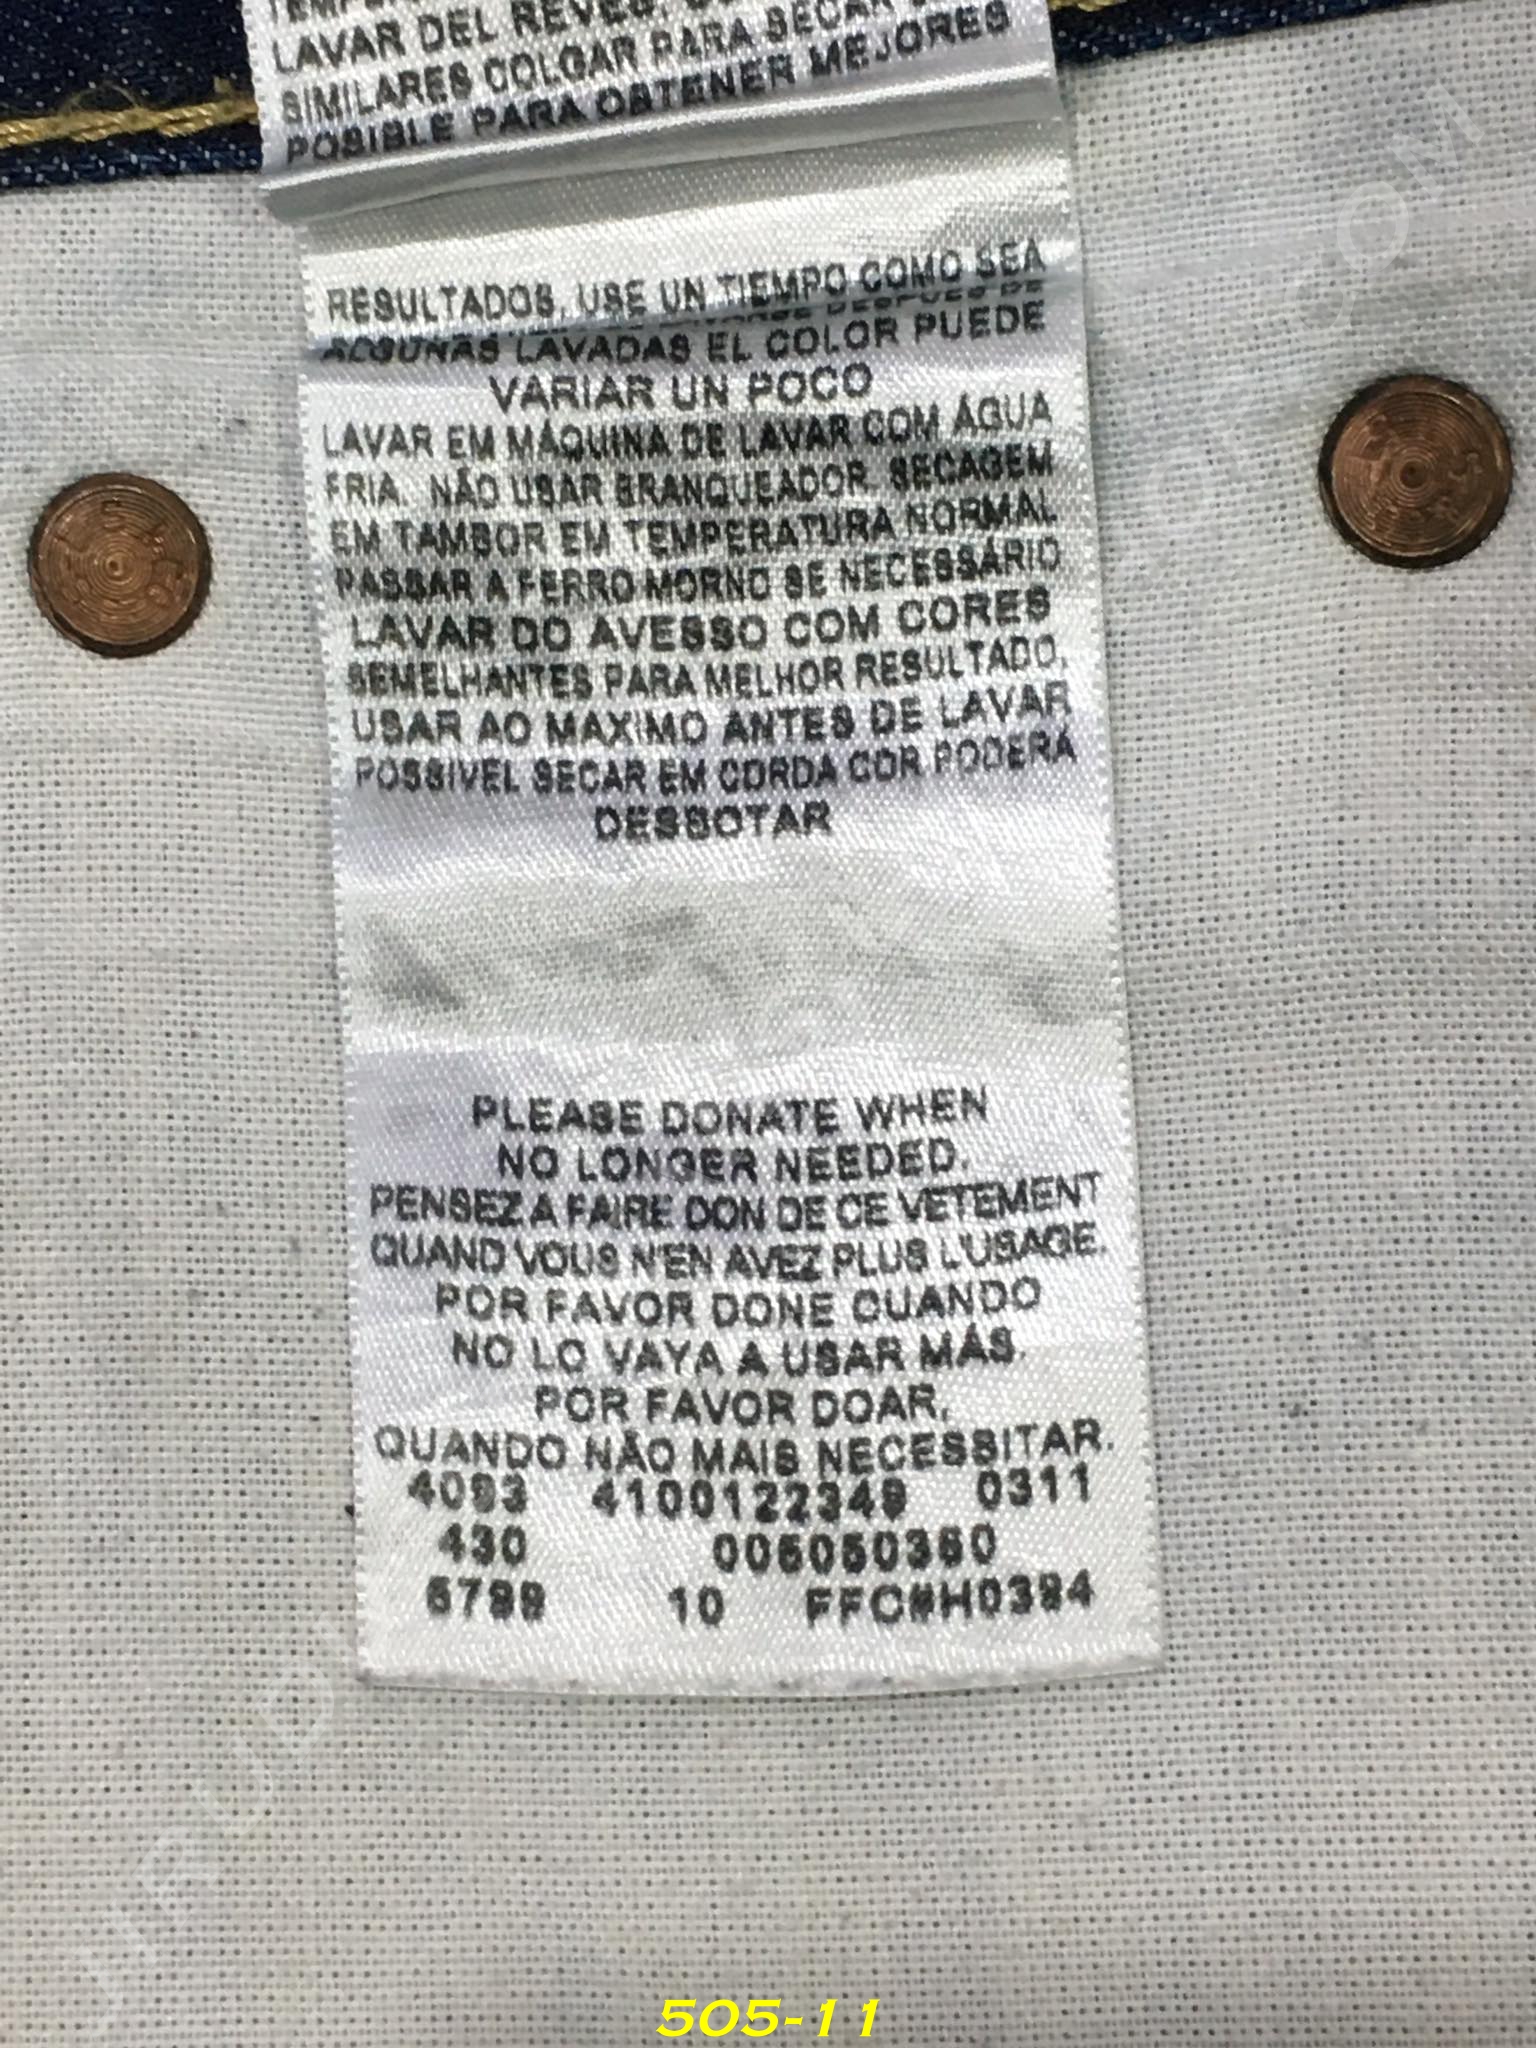 LAVAR DEL REVES.
SIMILARES COLGAR PARA SECAR
POSIBLE PARA OBTENER MEJORES
RESULTADOS, USE UN TIEMPO COMO SEA
ALGUNAS LAVADAS EL COLOR PUEDE
VARIAR UN POCO
LAVAR EM MÁQUINA DE LAVAR COM ÁGUA
FRIA. NÃO USAR BRANQUEADOR. SECAGEM
EM TAMBOR EM TEMPERATURA NORMAL
PASSAR A FERRO MORNO SE NECESSÁRIO
LAVAR DO AVESSO COM CORES
SEMELHANTES PARA MELHOR RESULTADO,
USAR AO MAXIMO ANTES DE LAVAR
POSSIVEL SECAR EM CORDA COR PODERÁ
DESBOTAR
PLEASE DONATE WHEN
NO LONGER NEEDED.
PENSEZ A FAIRE DON DE CE VETEMENT
QUAND VOUS N'EN AVEZ PLUS L'USAGE.
POR FAVOR DONE CUANDO
NO LO VAYA A USAR MÁS.
POR FAVOR DOAR,
QUANDO NÃO MAIS NECESSITAR.
4093 4100122349 0311
430 005050360
5799 10 FFC#H0394
505-11